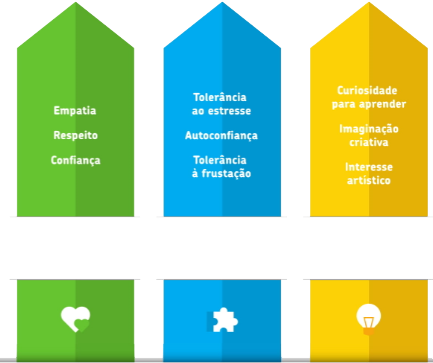 Empatia
Respeito
Confiança
Tolerância
ao estresse
Autoconfiança
Tolerância
à frustação
Curiosidade
para aprender
Imaginação
criativa
Interesse
artístico